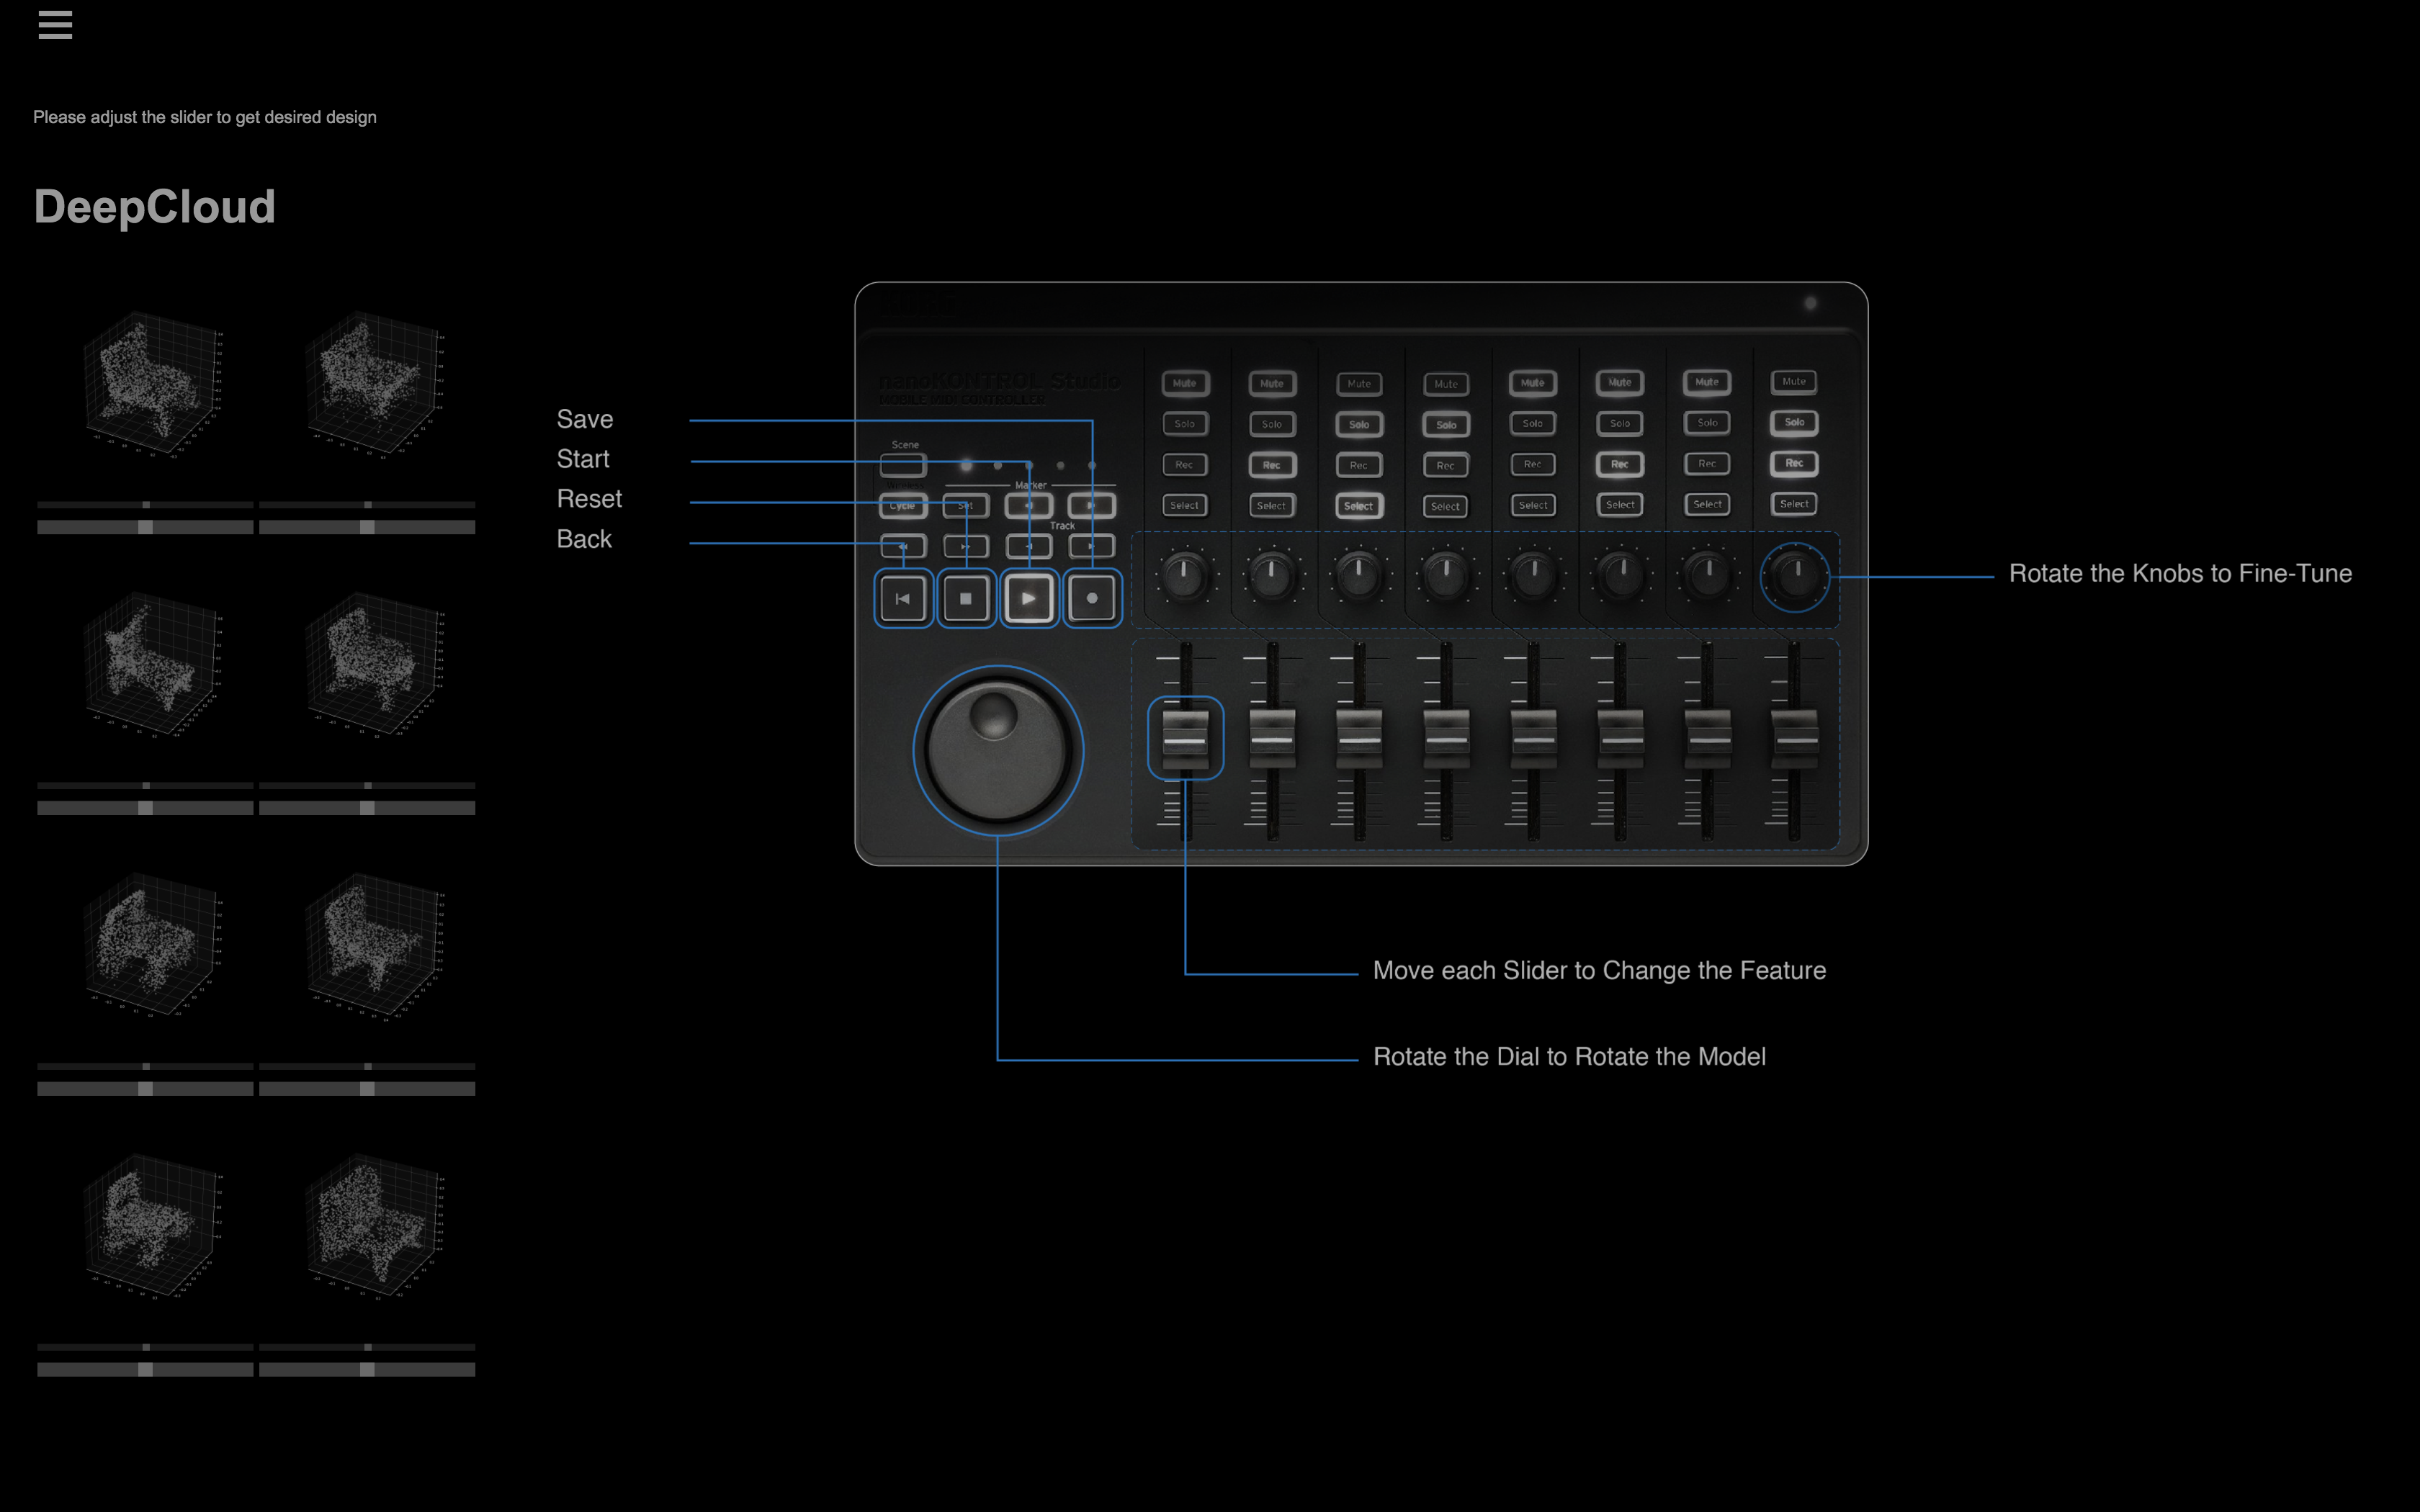 Please adjust the slider to get desired design
DeepCloud
Save
Start
Reset
Back
nanoKONTROL Studio
MOBILE MIDI CONTROLLER
Scene
Wireless
Marker
Cycle
Set
Track
Mute Mute Mute Mute Mute Mute Mute Mute
Solo Solo Solo Solo Solo Solo Solo Solo
Rec Rec Rec Rec Rec Rec Rec Rec
Select Select Select Select Select Select Select Select
Rotate the Knobs to Fine-Tune
Move each Slider to Change the Feature
Rotate the Dial to Rotate the Model